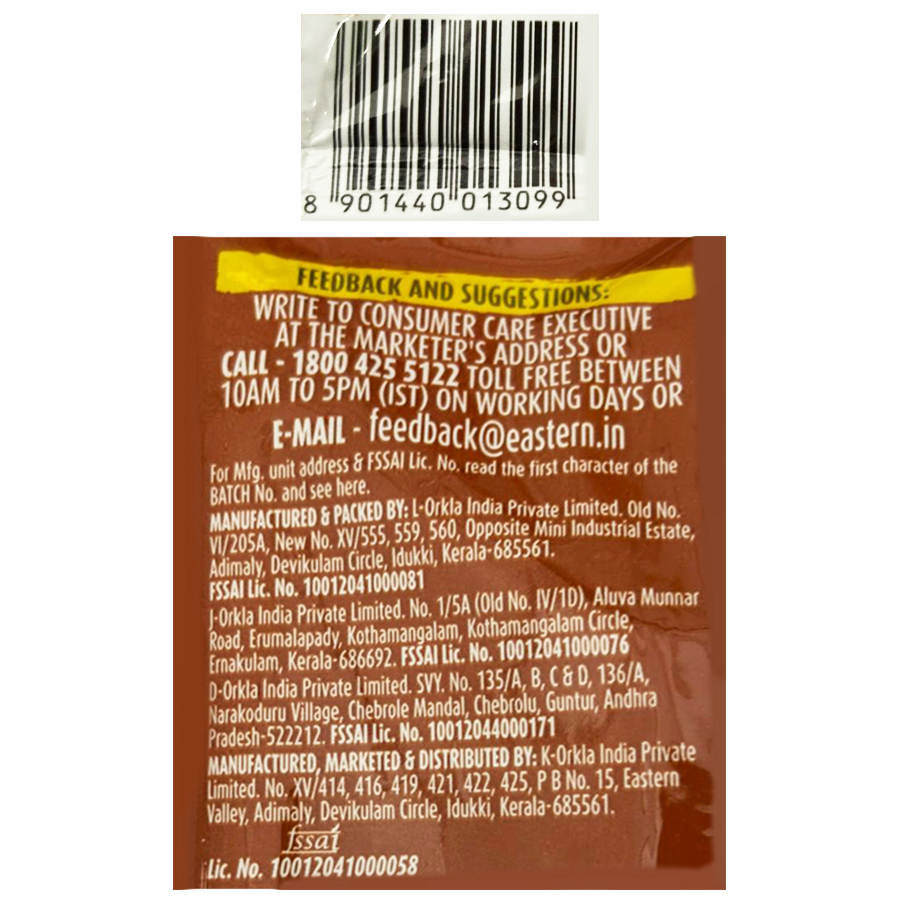 8 901440 013099
FEEDBACK AND SUGGESTIONS:
WRITE TO CONSUMER CARE EXECUTIVE
AT THE MARKETER'S ADDRESS OR
CALL - 1800 425 5122 TOLL FREE BETWEEN
10AM TO 5PM (IST) ON WORKING DAYS OR
E-MAIL - feedback@eastern.in
For Mfg. unit address & FSSAI Lic. No. read the first character of the
BATCH No. and see here.
MANUFACTURED & PACKED BY: L-Orkla India Private Limited. Old No.
VI/205A, New No. XV/555, 559, 560, Opposite Mini Industrial Estate,
Adimaly, Devikulam Circle, Idukki, Kerala-685561.
FSSAI Lic. No. 10012041000081
J-Orkla India Private Limited. No. 1/5A (Old No. IV/1D), Aluva Munnar
Road, Erumalapady, Kothamangalam, Kothamangalam Circle,
Ernakulam, Kerala-686692. FSSAI Lic. No. 10012041000076
D-Orkla India Private Limited. SVY. No. 135/A, B, C & D, 136/A,
Narakoduru Village, Chebrole Mandal, Chebrolu, Guntur, Andhra
Pradesh-522212. FSSAI Lic. No. 10012044000171
MANUFACTURED, MARKETED & DISTRIBUTED BY: K-Orkla India Private
Limited. No. XV/414, 416, 419, 421, 422, 425, P B No. 15, Eastern
Valley, Adimaly, Devikulam Circle, Idukki, Kerala-685561.
fssai
Lic. No. 10012041000058